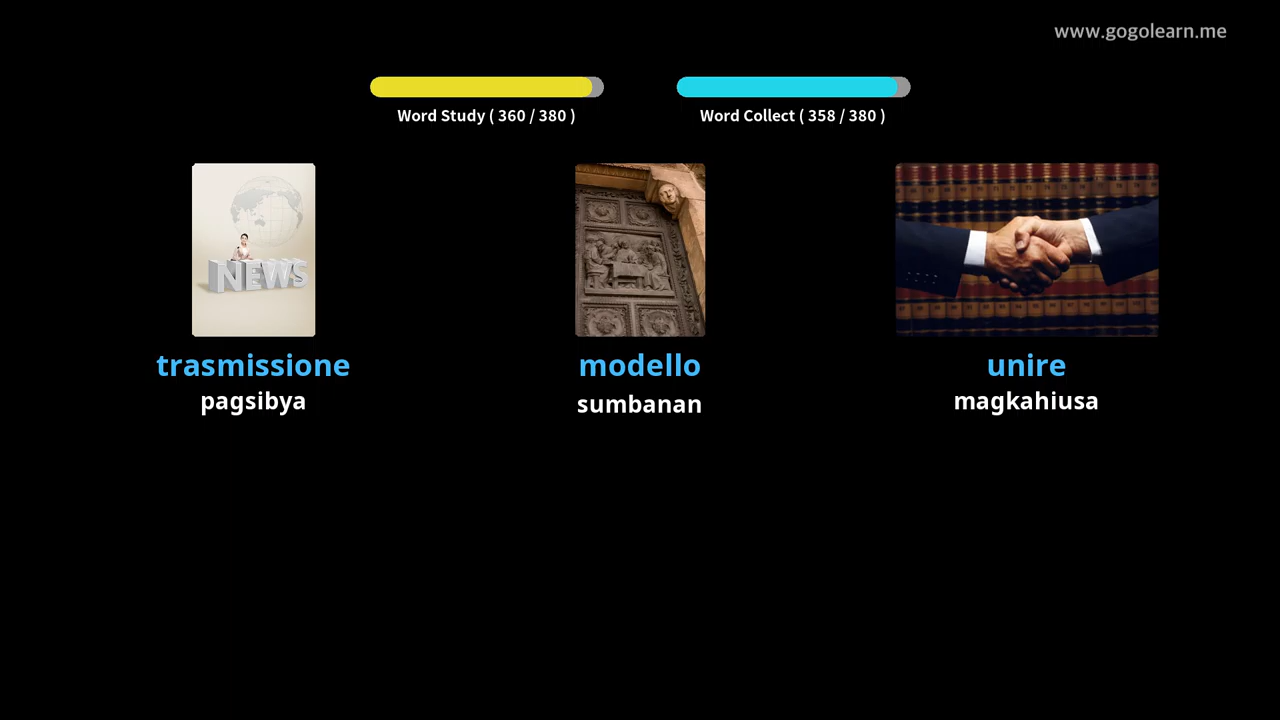 www.gogolearn.me
Word Study ( 360 / 380 )
Word Collect ( 358 / 380 )
NEWS
trasmissione
modello
unire
pagsibya
sumbanan
magkahiusa